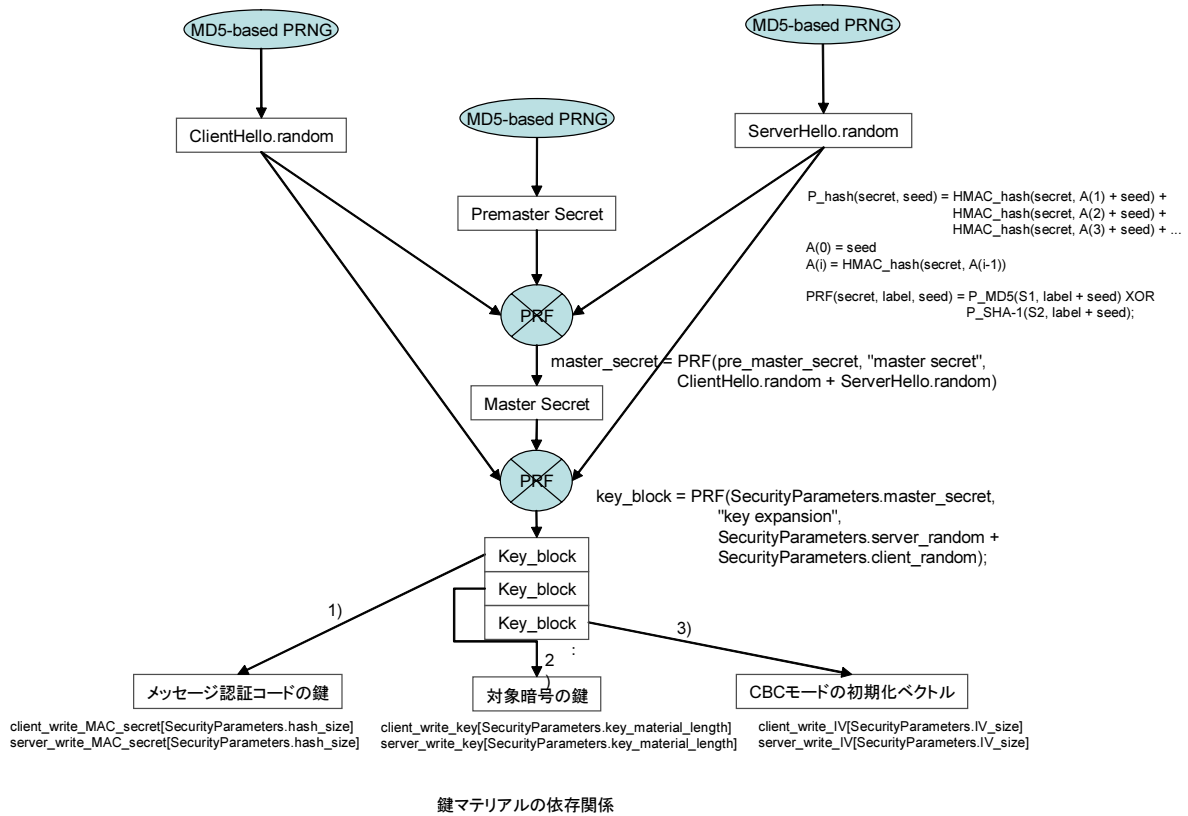 MD5-based PRNG
MD5-based PRNG
MD5-based PRNG
ClientHello.random
ServerHello.random
Premaster Secret
P_hash(secret, seed) = HMAC_hash(secret, A(1) + seed) +
HMAC_hash(secret, A(2) + seed) +
HMAC_hash(secret, A(3) + seed) + ...
A(0) = seed
A(i) = HMAC_hash(secret, A(i-1))
PRF(secret, label, seed) = P_MD5(S1, label + seed) XOR
P_SHA-1(S2, label + seed);
PRF
master_secret = PRF(pre_master_secret, "master secret",
ClientHello.random + ServerHello.random)
Master Secret
PRF
key_block = PRF(SecurityParameters.master_secret,
"key expansion",
SecurityParameters.server_random +
SecurityParameters.client_random);
Key_block
Key_block
Key_block
:
1)
2
)
3)
メッセージ認証コードの鍵
対象暗号の鍵
CBCモードの初期化ベクトル
client_write_MAC_secret[SecurityParameters.hash_size]
server_write_MAC_secret[SecurityParameters.hash_size]
client_write_key[SecurityParameters.key_material_length]
server_write_key[SecurityParameters.key_material_length]
client_write_IV[SecurityParameters.IV_size]
server_write_IV[SecurityParameters.IV_size]
鍵マテリアルの依存関係